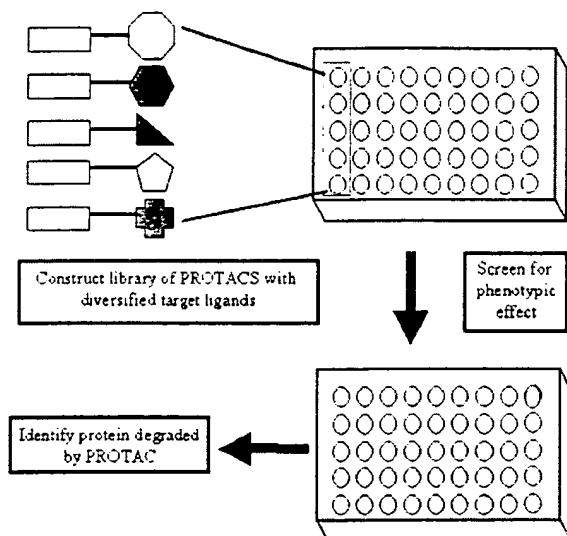 Construct library of PROTACS with
diversified target ligands
Screen for
phenotypic
effect
Identify protein degraded
by PROTAC